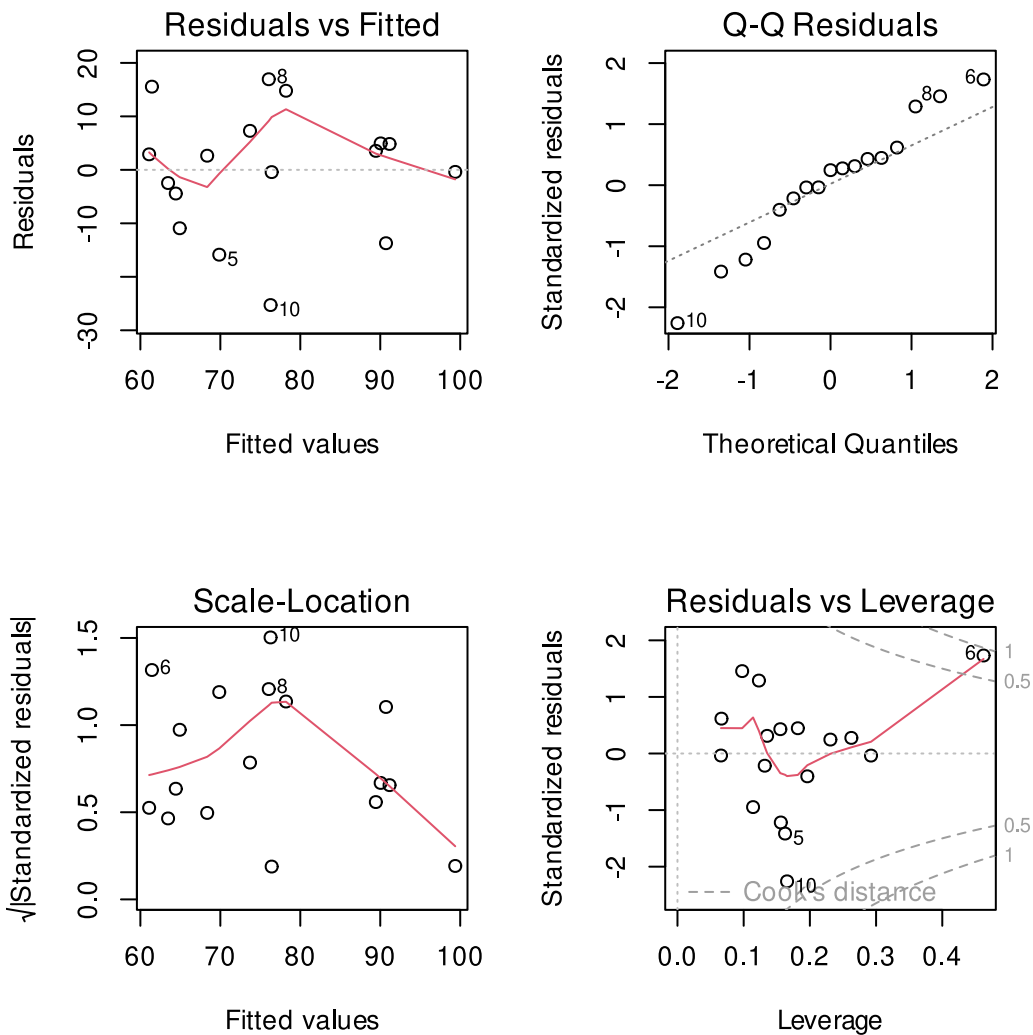 Residuals vs Fitted
Residuals
20
10
0
-10
-30
8
5
10
60 70 80 90 100
Fitted values
Q-Q Residuals
Standardized residuals
2
1
0
-1
-2
6
8
10
-2 -1 0 1 2
Theoretical Quantiles
Scale-Location
√|Standardized residuals|
1.5
1.0
0.5
0.0
10
6
8
60 70 80 90 100
Fitted values
Residuals vs Leverage
Standardized residuals
2
1
0
-1
-2
6
1
0.5
0.5
1
5
10
Cook's distance
0.0 0.1 0.2 0.3 0.4
Leverage